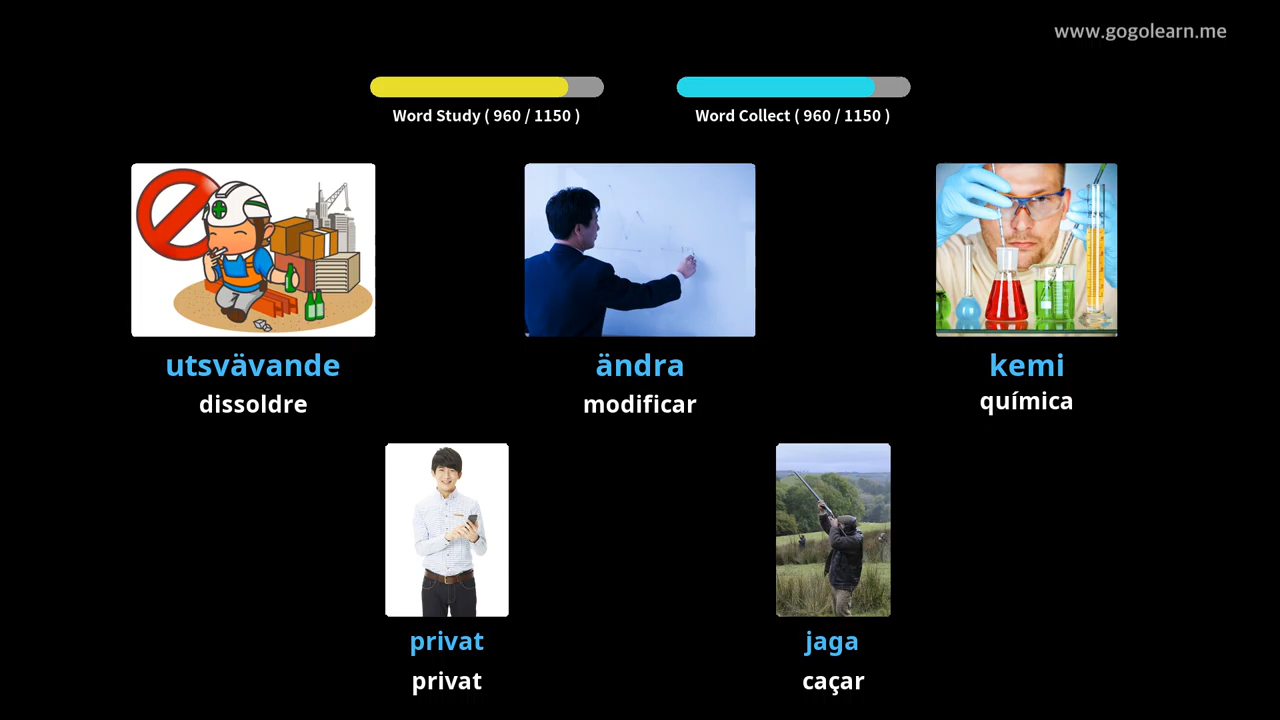 www.gogolearn.me
Word Study ( 960 / 1150 )
Word Collect ( 960 / 1150 )
utsvävande
dissoldre
ändra
modificar
kemi
química
privat
privat
jaga
caçar